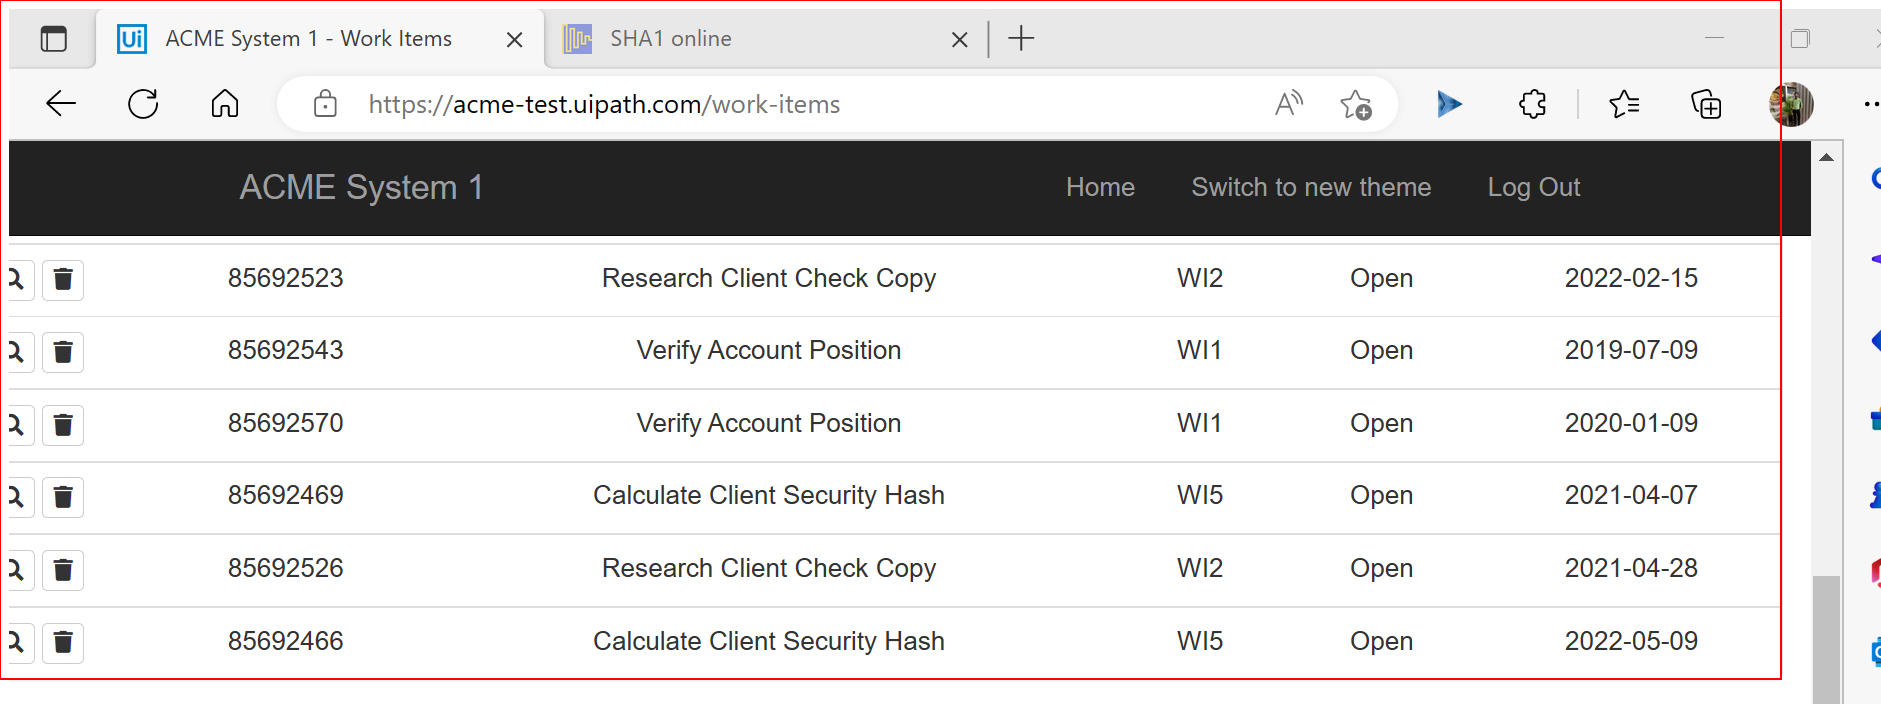 Ui ACME System 1 - Work Items SHA1 online
https://acme-test.uipath.com/work-items A
ACME System 1 Home Switch to new theme Log Out
85692523 Research Client Check Copy WI2 Open 2022-02-15
85692543 Verify Account Position WI1 Open 2019-07-09
85692570 Verify Account Position WI1 Open 2020-01-09
85692469 Calculate Client Security Hash WI5 Open 2021-04-07
85692526 Research Client Check Copy WI2 Open 2021-04-28
85692466 Calculate Client Security Hash WI5 Open 2022-05-09